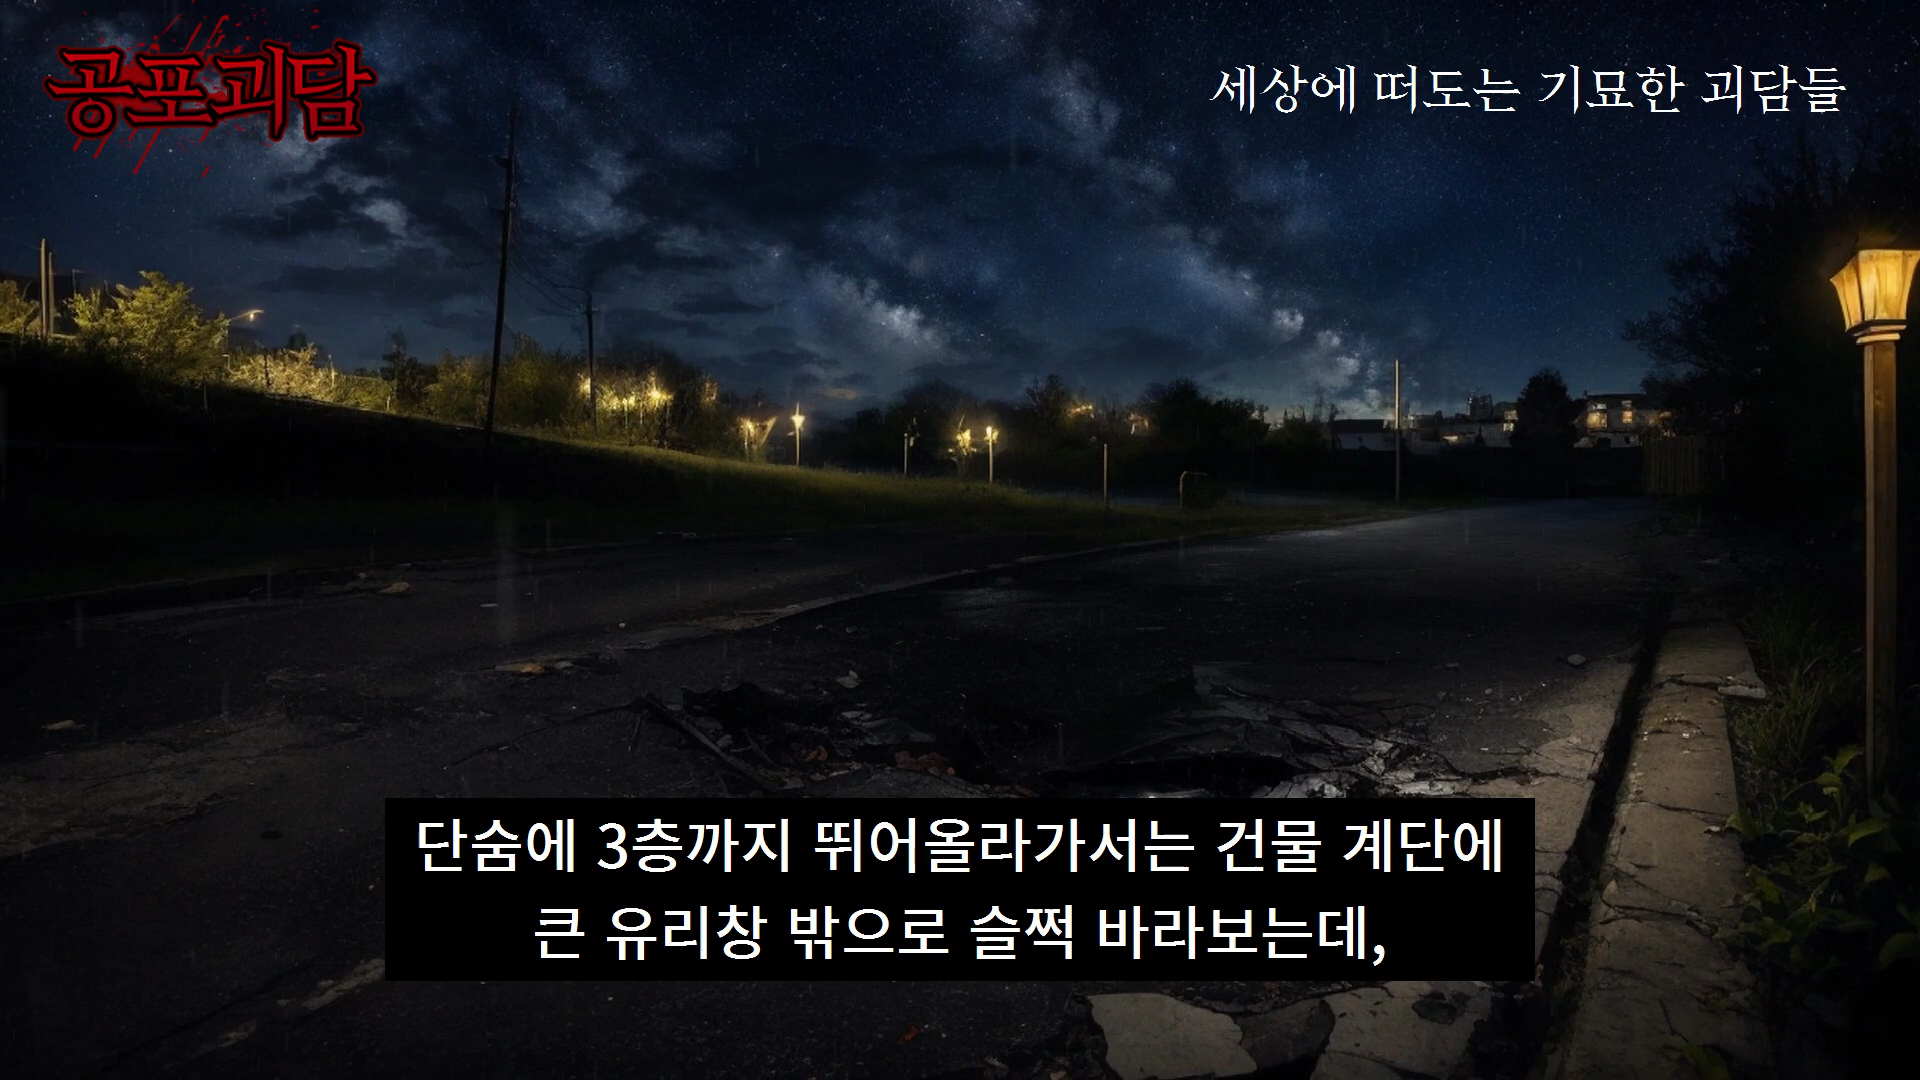 공포괴담
세상에 떠도는 기묘한 괴담들
단숨에 3층까지 뛰어올라가서는 건물 계단에
큰 유리창 밖으로 슬쩍 바라보는데,